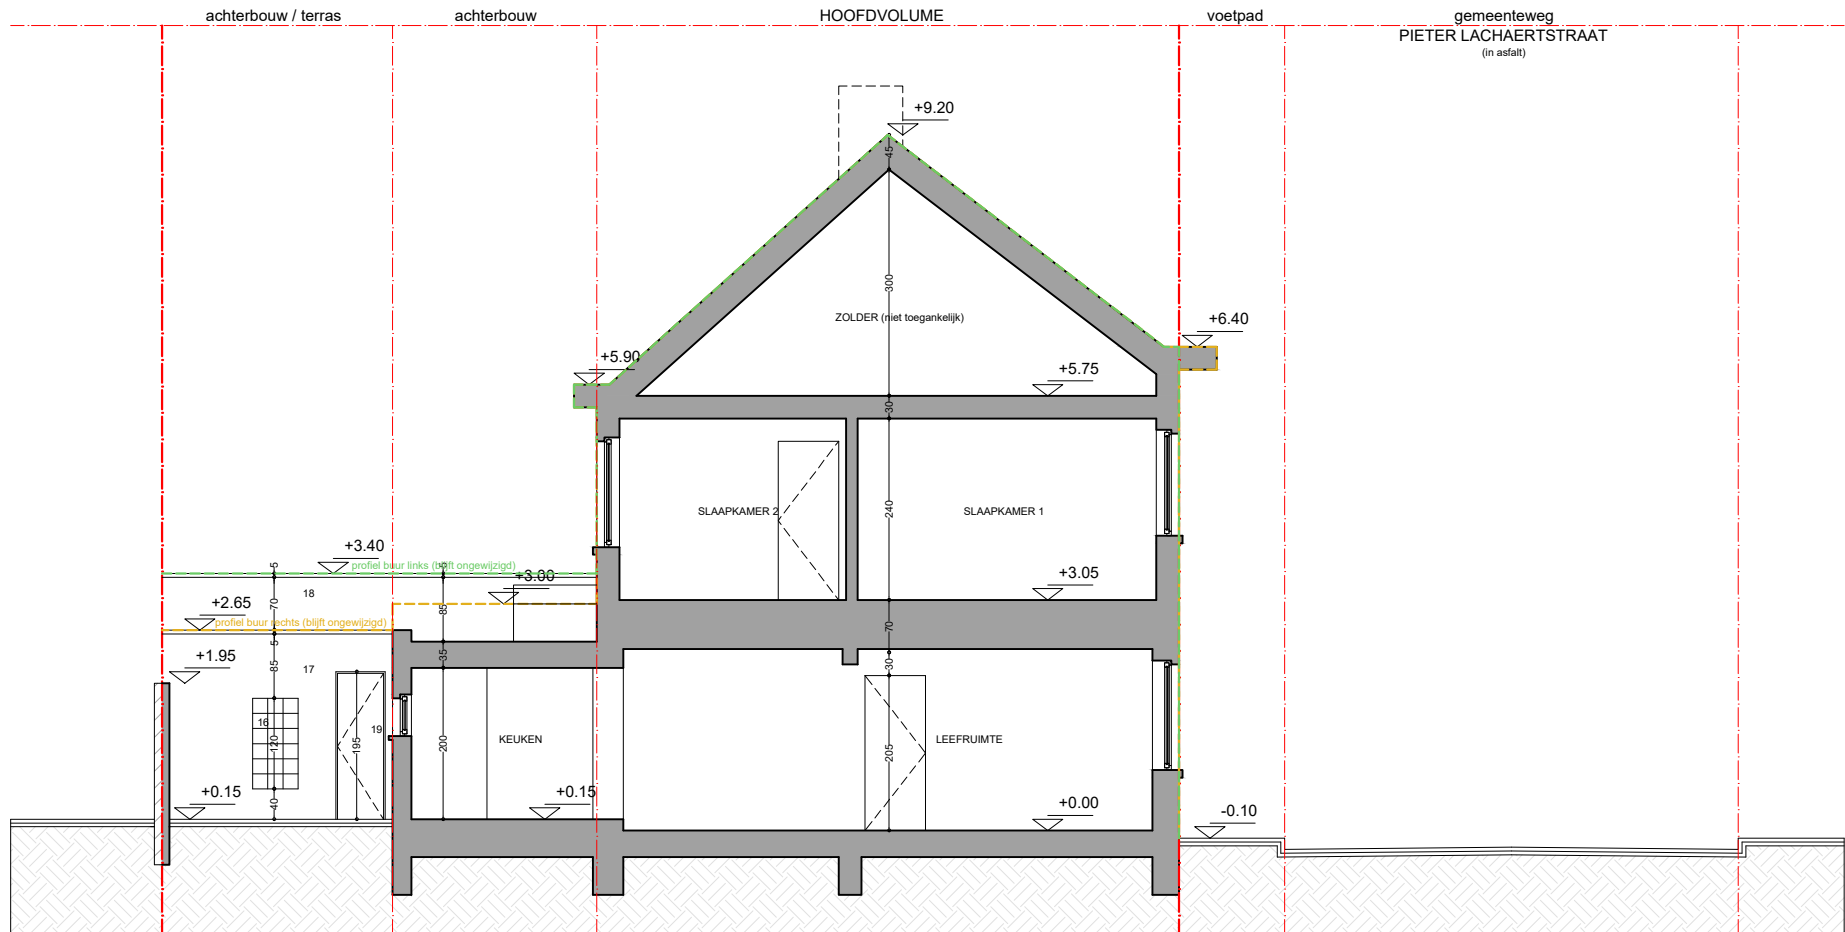 achterbouw / terras
achterbouw
HOOFDVOLUME
voetpad
gemeenteweg
PIETER LACHAERTSTRAAT
(in asfalt)
+9.20
45
300
ZOLDER (niet toegankelijk)
+6.40
+5.90
+5.75
30
SLAAPKAMER 2
240
SLAAPKAMER 1
+3.40
5
profiel buur links (blijft ongewijzigd)
+3.00
+3.05
18
70
85
+2.65
profiel buur rechts (blijft ongewijzigd)
70
5
35
30
+1.95
85
17
16
120
19
195
200
KEUKEN
205
LEEFRUIMTE
+0.15
40
+0.15
+0.00
-0.10